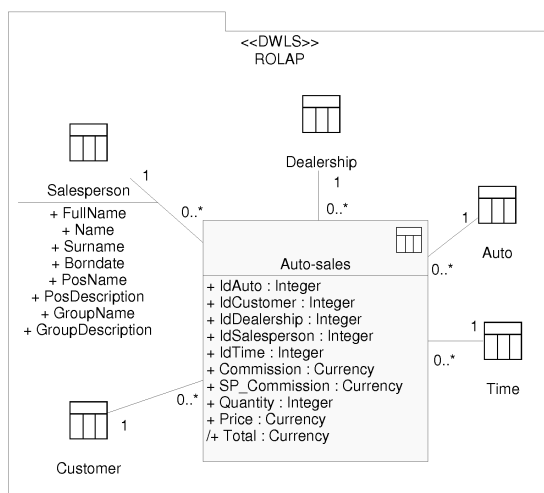 <<DWLS>>
ROLAP
Dealership
1
0..*
Salesperson
1
0..*
+ FullName
+ Name
+ Surname
+ Borndate
+ PosName
+ PosDescription
+ GroupName
+ GroupDescription
Auto
1
0..*
Auto-sales
+ IdAuto : Integer
+ IdCustomer : Integer
+ IdDealership : Integer
+ IdSalesperson : Integer
+ IdTime : Integer
+ Commission : Currency
+ SP_Commission : Currency
+ Quantity : Integer
+ Price : Currency
/+ Total : Currency
1
0..*
Time
0..*
1
Customer